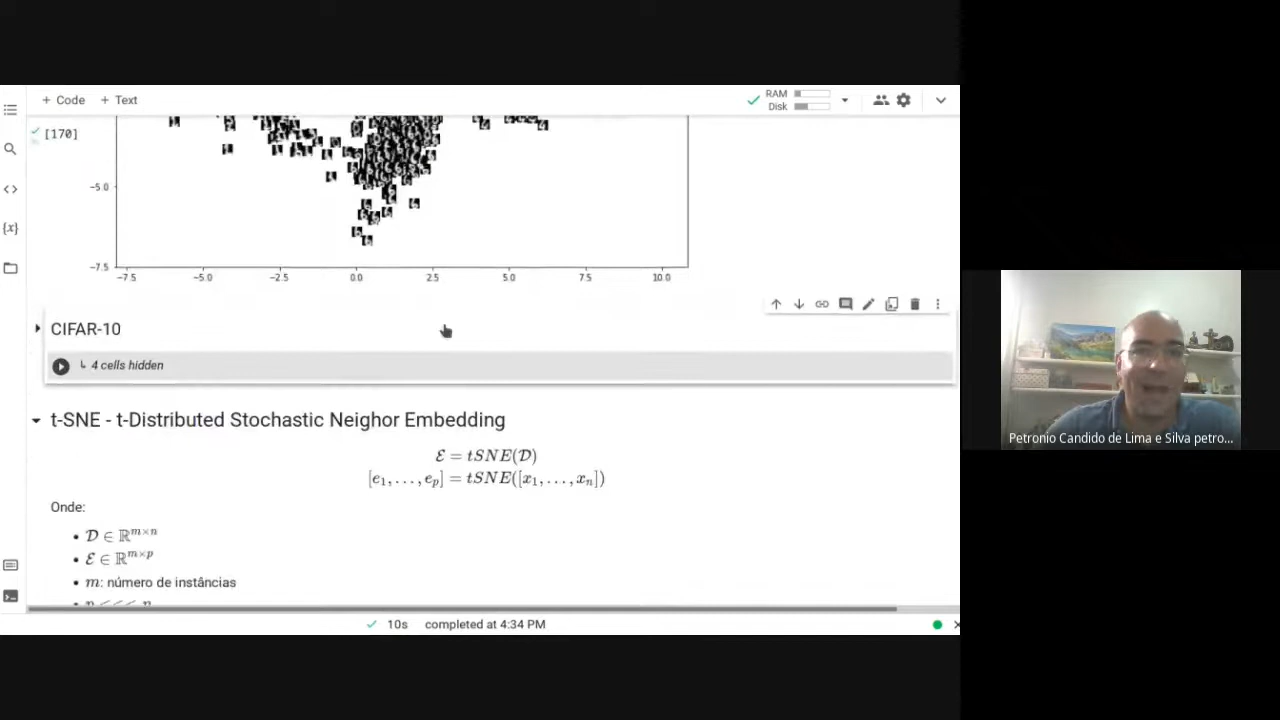 + Code + Text
RAM
Disk
[170]
−5.0
−7.5
−7.5 −5.0 −2.5 0.0 2.5 5.0 7.5 10.0
CIFAR-10
↳ 4 cells hidden
t-SNE - t-Distributed Stochastic Neighor Embedding
ℰ = tSNE(𝒟)
[e₁, …, eₚ] = tSNE([x₁, …, xₙ])
Onde:
• 𝒟 ∈ ℝᵐˣⁿ
• ℰ ∈ ℝᵐˣᵖ
• m: número de instâncias
10s completed at 4:34 PM
Petronio Candido de Lima e Silva petro...